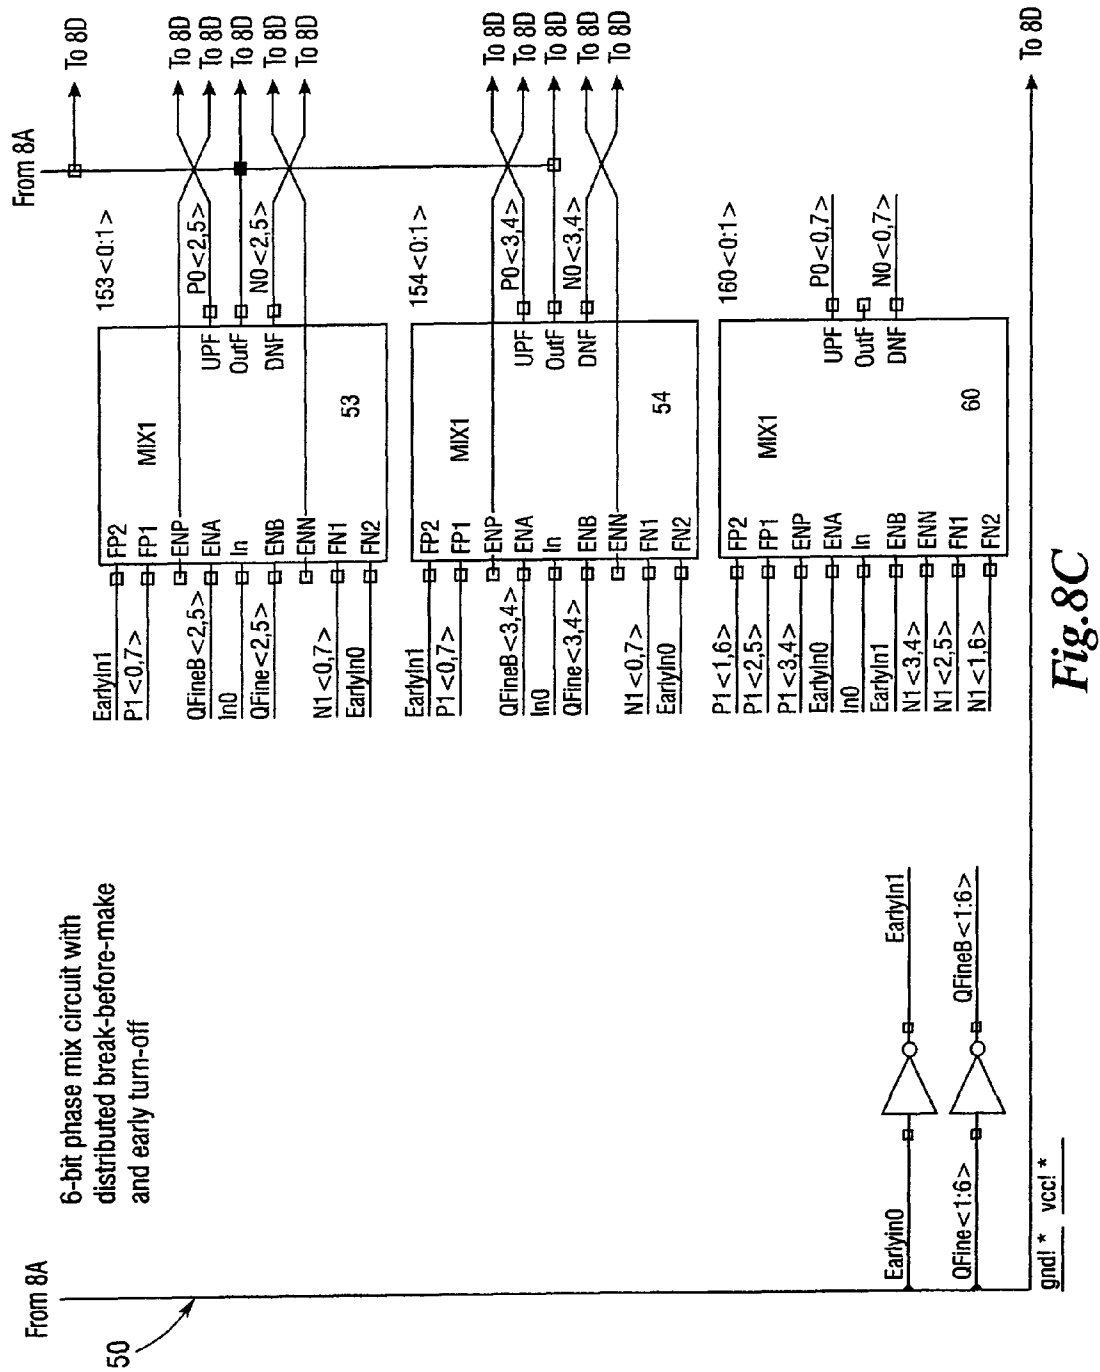 From 8A
50
6-bit phase mix circuit with
distributed break-before-make
and early turn-off
EarlyIn0
EarlyIn1
QFine<1:6>
QFineB<1:6>
gnd! * vcc! *
To 8D
From 8A
To 8D
EarlyIn1
P1<0,7>
QFineB<2,5>
In0
QFine<2,5>
N1<0,7>
EarlyIn0
FP2
FP1
ENP
ENA
In
ENB
ENN
FN1
FN2
MIX1
53
UPF
OutF
DNF
153<0:1>
P0<2,5>
N0<2,5>
To 8D
To 8D
To 8D
To 8D
To 8D
EarlyIn1
P1<0,7>
QFineB<3,4>
In0
QFine<3,4>
N1<0,7>
EarlyIn0
FP2
FP1
ENP
ENA
In
ENB
ENN
FN1
FN2
MIX1
54
UPF
OutF
DNF
154<0:1>
P0<3,4>
N0<3,4>
To 8D
To 8D
To 8D
To 8D
To 8D
P1<1,6>
P1<2,5>
P1<3,4>
EarlyIn0
In0
EarlyIn1
N1<3,4>
N1<2,5>
N1<1,6>
FP2
FP1
ENP
ENA
In
ENB
ENN
FN1
FN2
MIX1
60
UPF
OutF
DNF
160<0:1>
P0<0,7>
N0<0,7>
Fig.8C